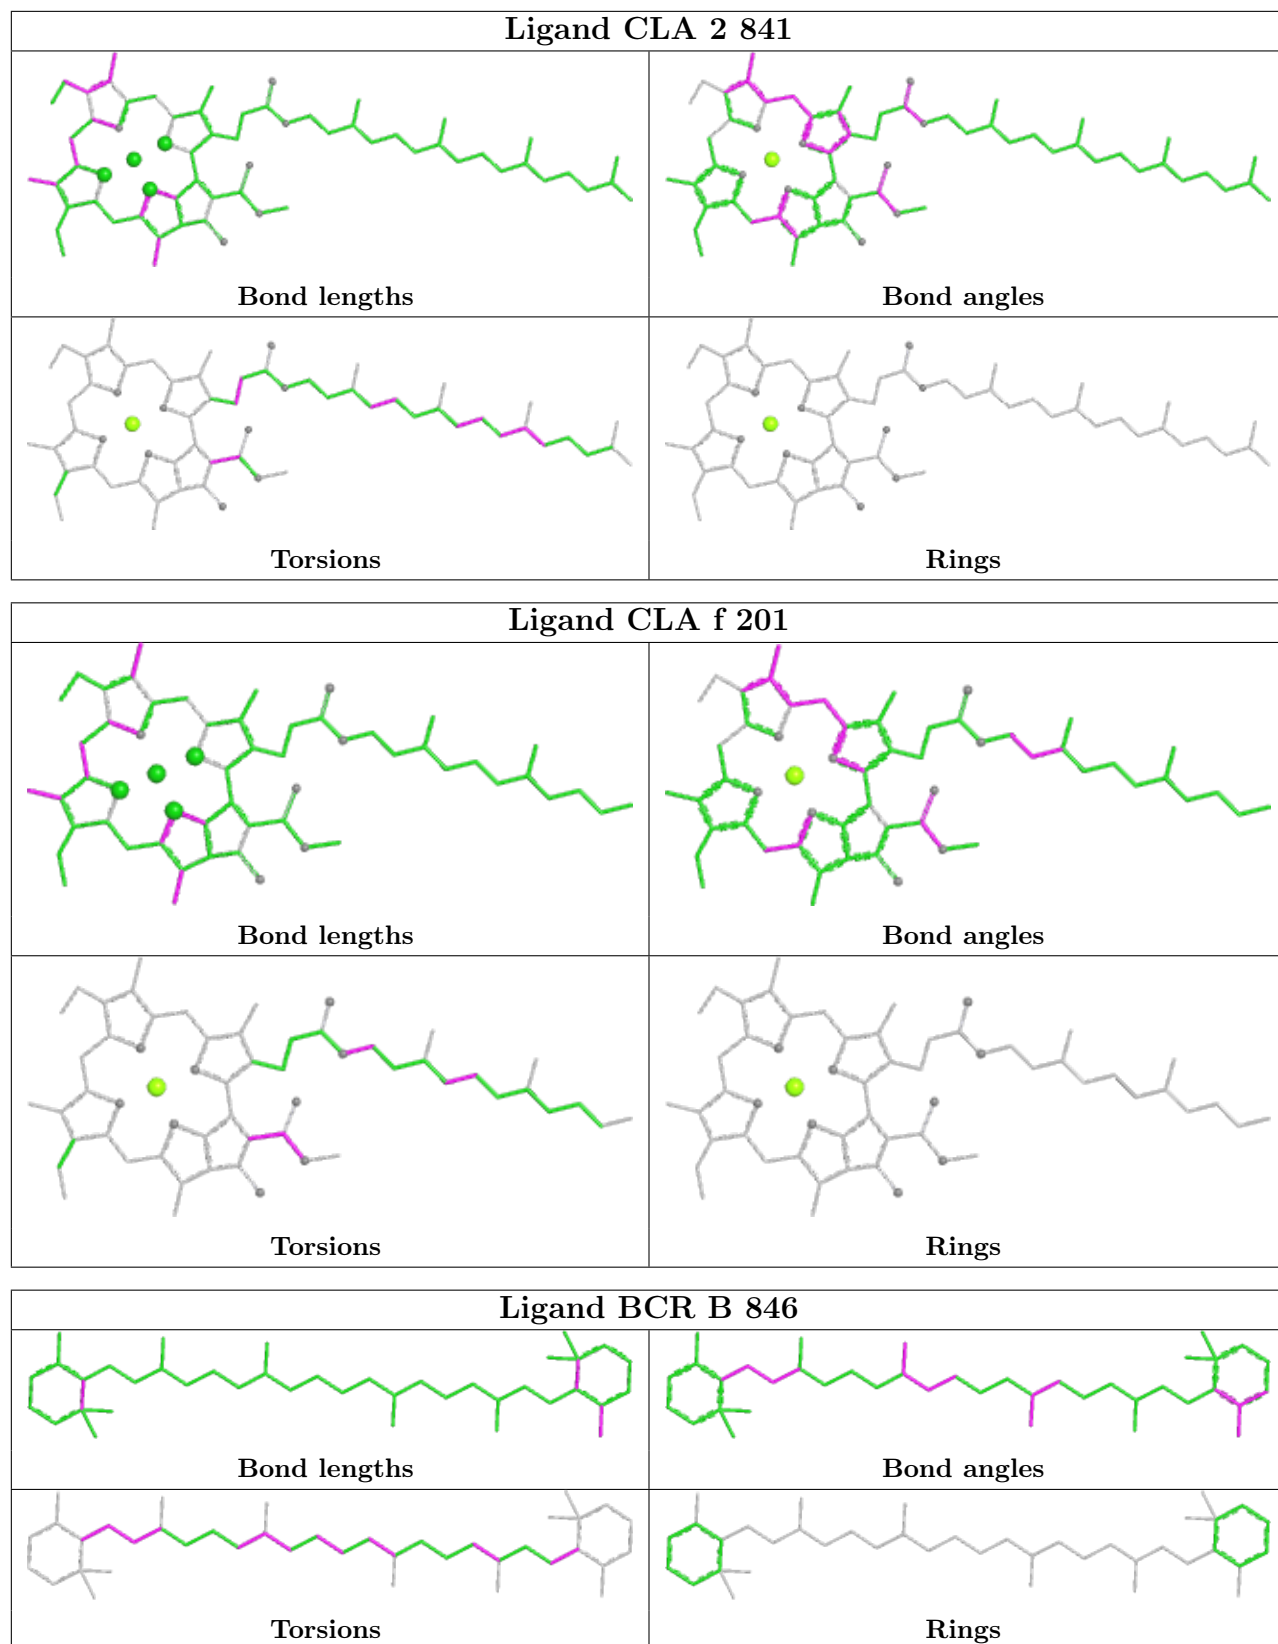 Ligand CLA 2 841
Bond lengths
Bond angles
Torsions
Rings
Ligand CLA f 201
Bond lengths
Bond angles
Torsions
Rings
Ligand BCR B 846
Bond lengths
Bond angles
Torsions
Rings